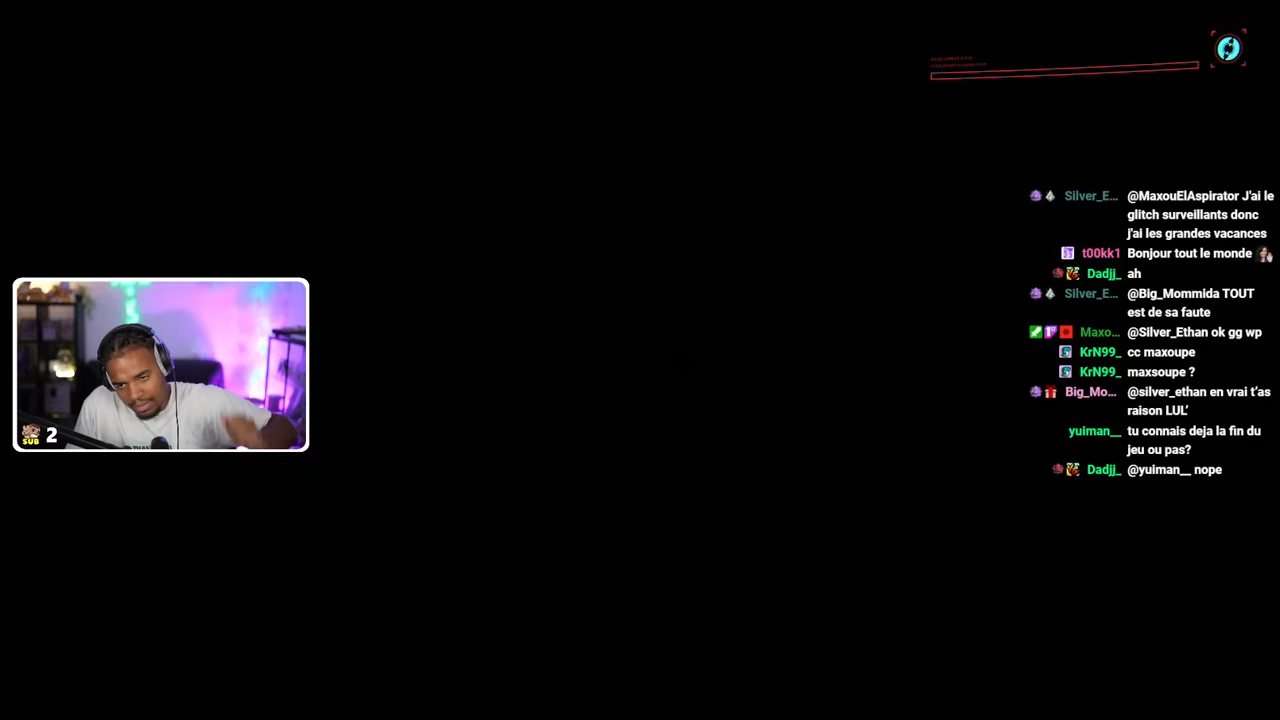 Silver_E... @MaxouElAspirator J'ai le
glitch surveillants donc
j'ai les grandes vacances
t00kk1 Bonjour tout le monde
Dadjj_ ah
Silver_E... @Big_Mommida TOUT
est de sa faute
Maxo... @Silver_Ethan ok gg wp
KrN99_ cc maxoupe
KrN99_ maxsoupe ?
Big_Mo... @silver_ethan en vrai t'as
raison LUL'
yuiman__ tu connais deja la fin du
jeu ou pas?
Dadjj_ @yuiman__ nope
SUB 2